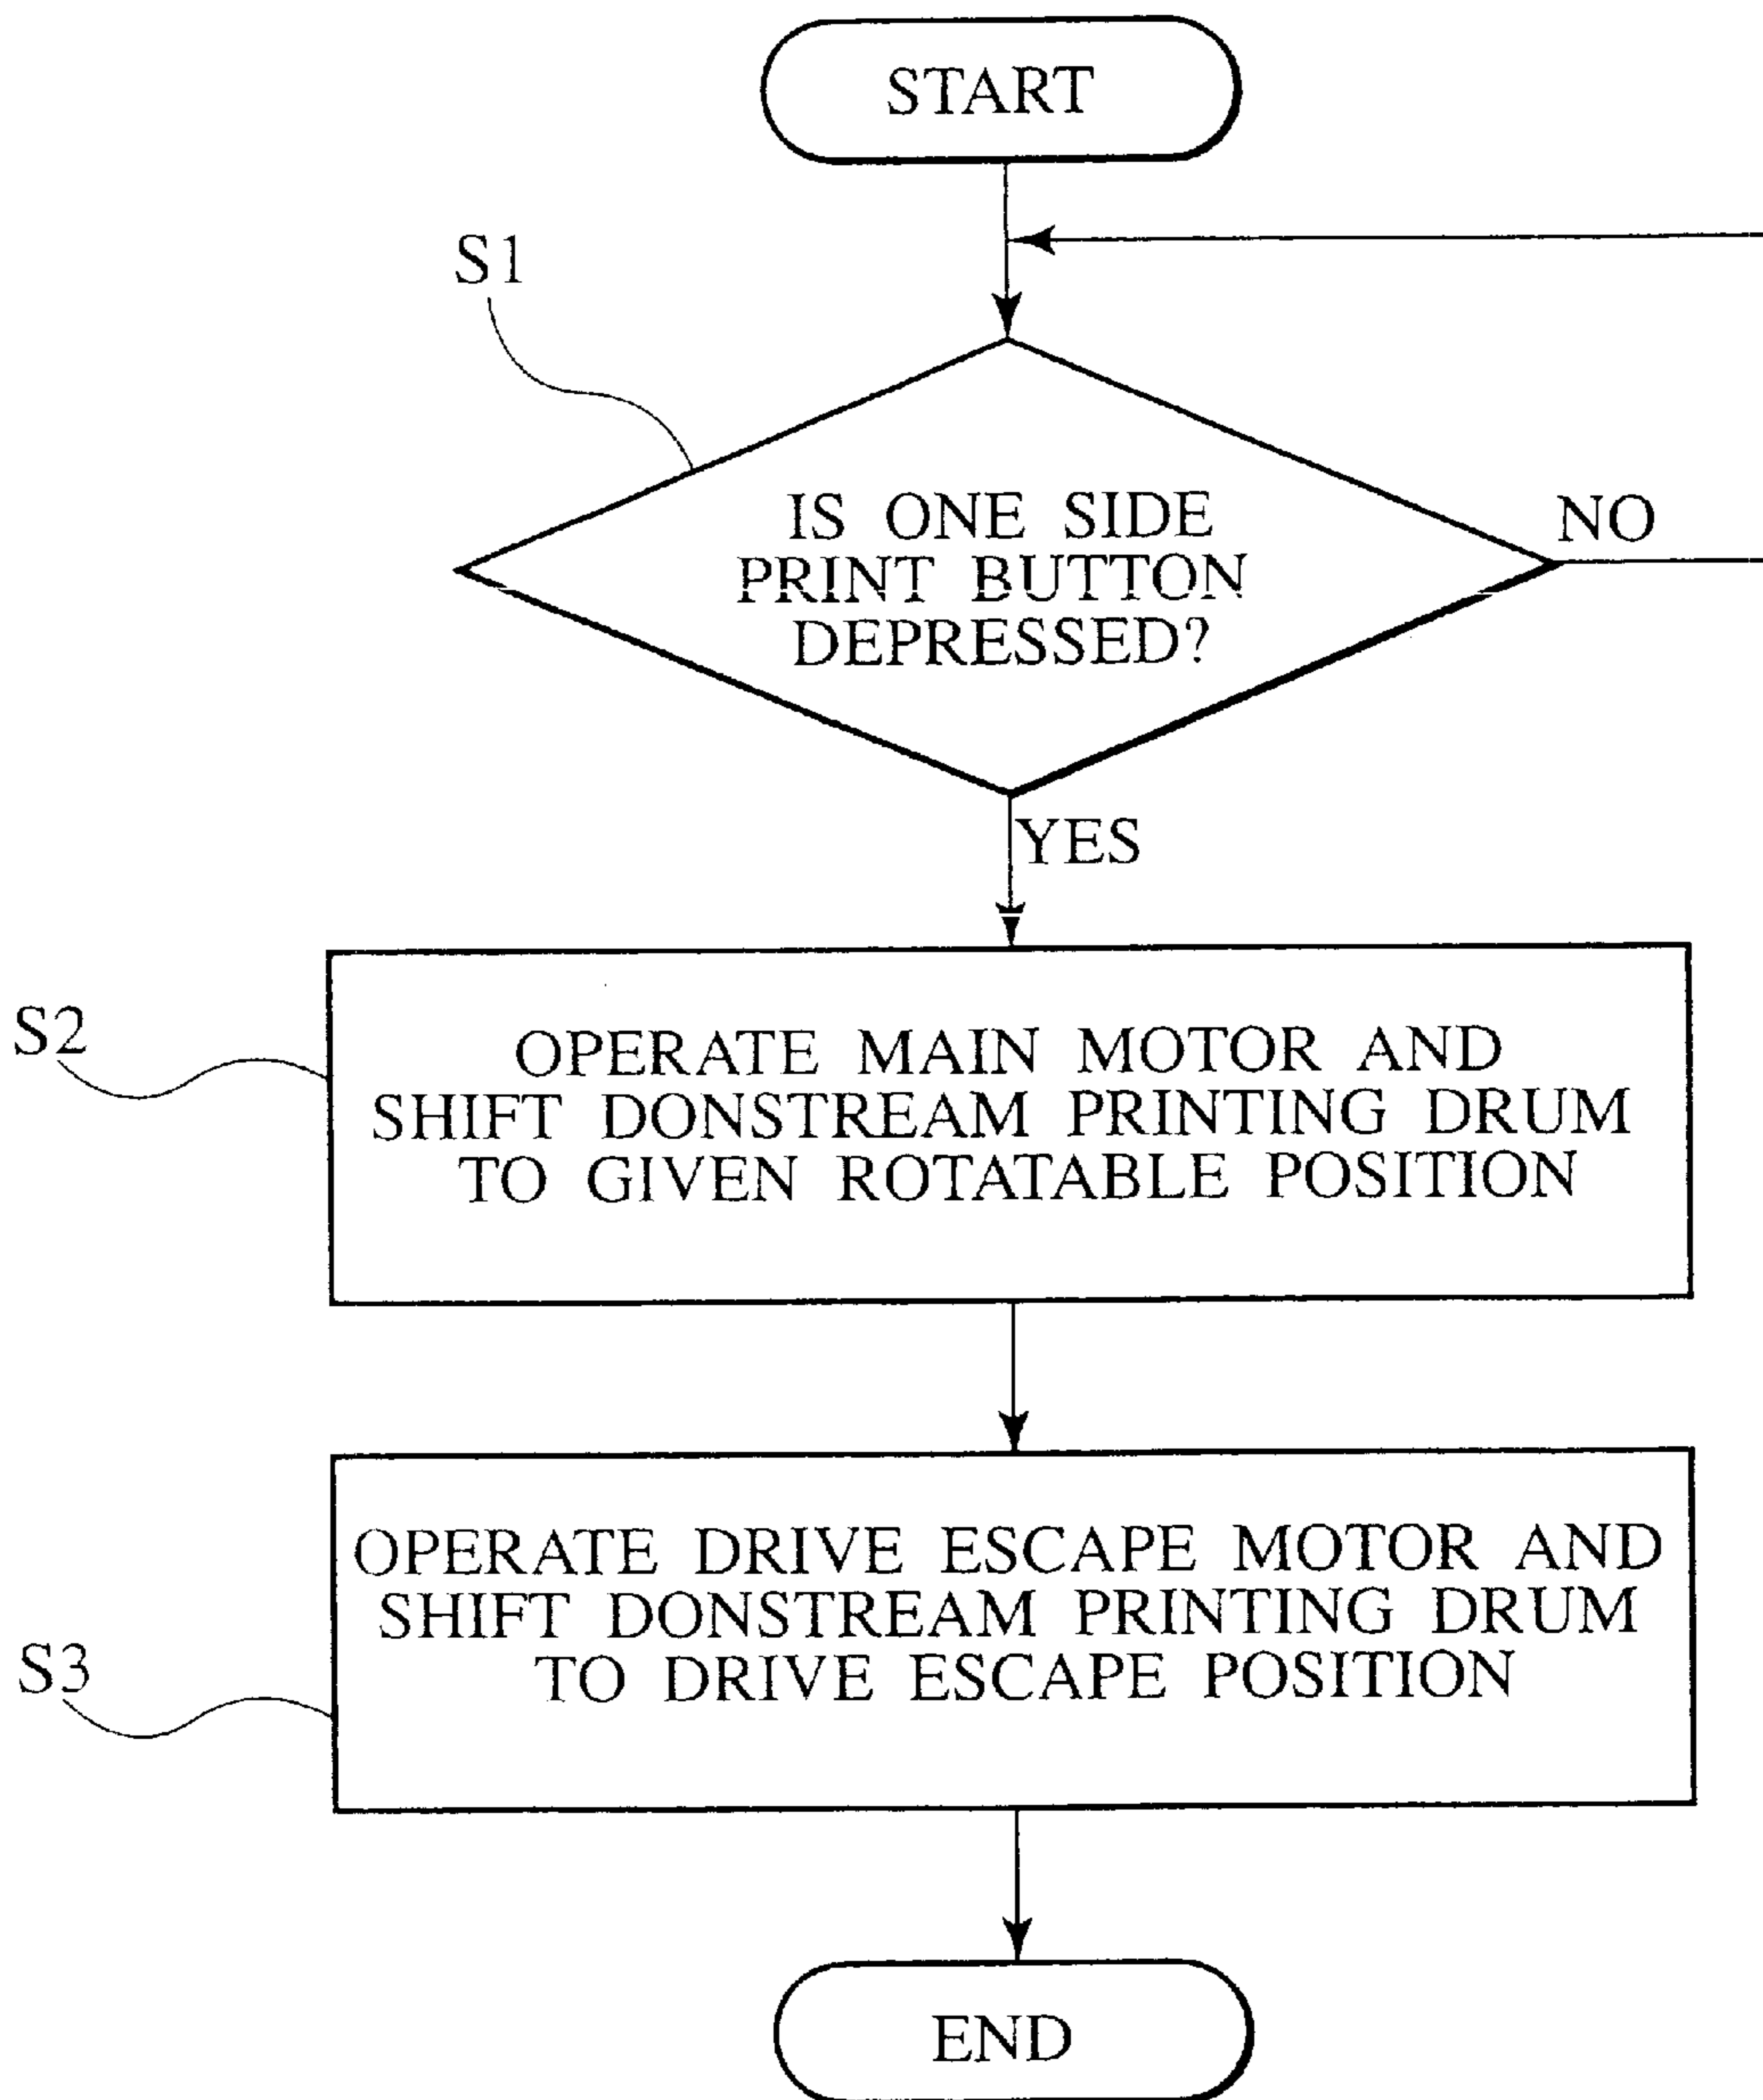 START
S1
IS ONE SIDE
PRINT BUTTON
DEPRESSED?
NO
YES
S2
OPERATE MAIN MOTOR AND
SHIFT DONSTREAM PRINTING DRUM
TO GIVEN ROTATABLE POSITION
OPERATE DRIVE ESCAPE MOTOR AND
SHIFT DONSTREAM PRINTING DRUM
TO DRIVE ESCAPE POSITION
S3
END